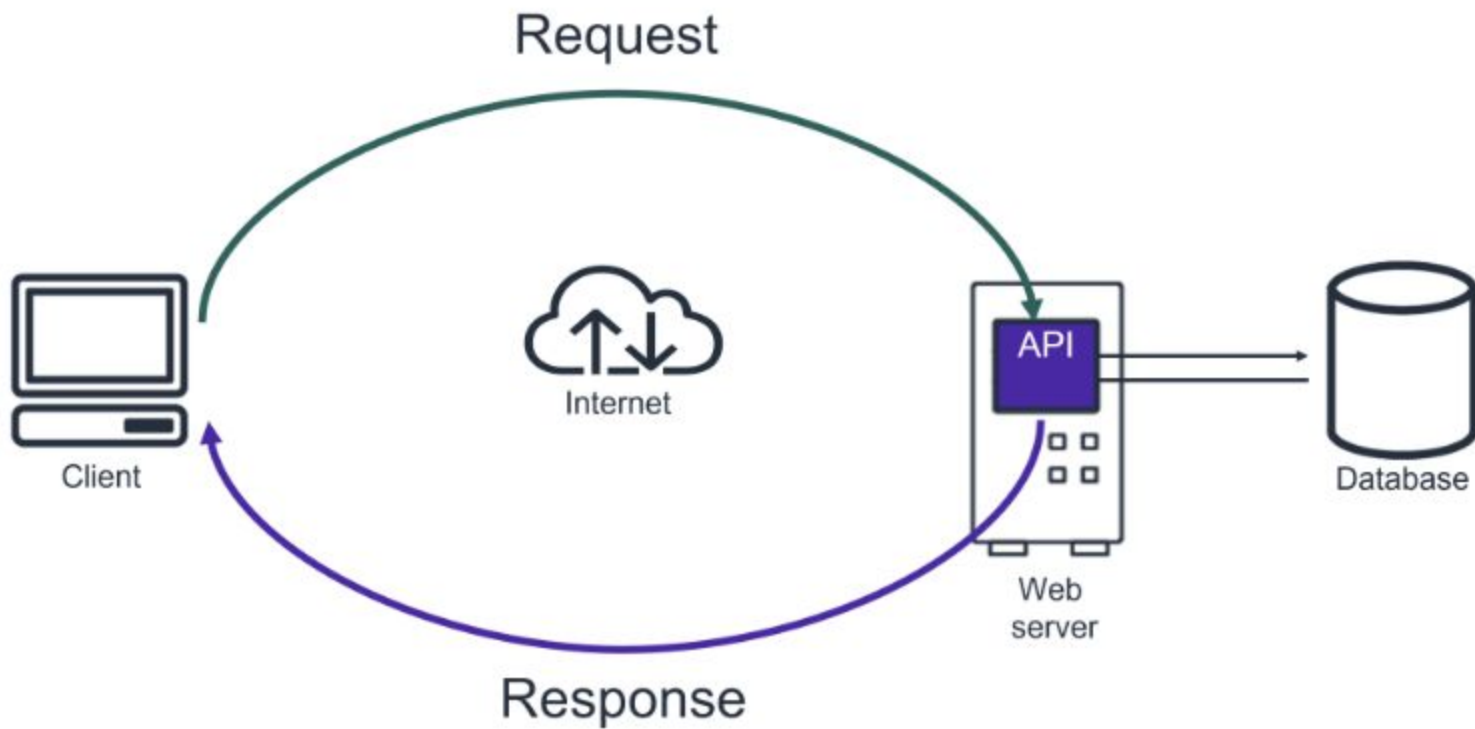 Request
API
Internet
Client
Database
Web
server
Response